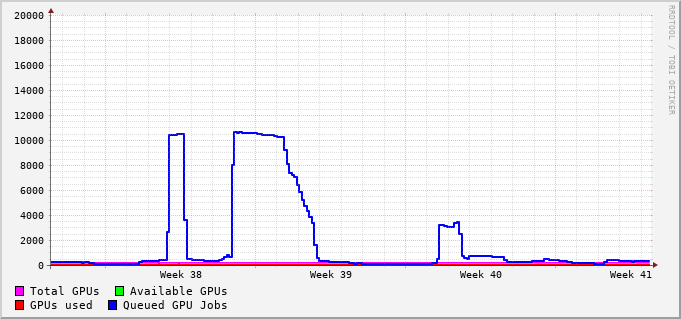 20000
18000
16000
14000
12000
10000
8000
6000
4000
2000
0
Week 38 Week 39 Week 40 Week 41
Total GPUs Available GPUs
GPUs used Queued GPU Jobs
RRDTOOL / TOBI OETIKER